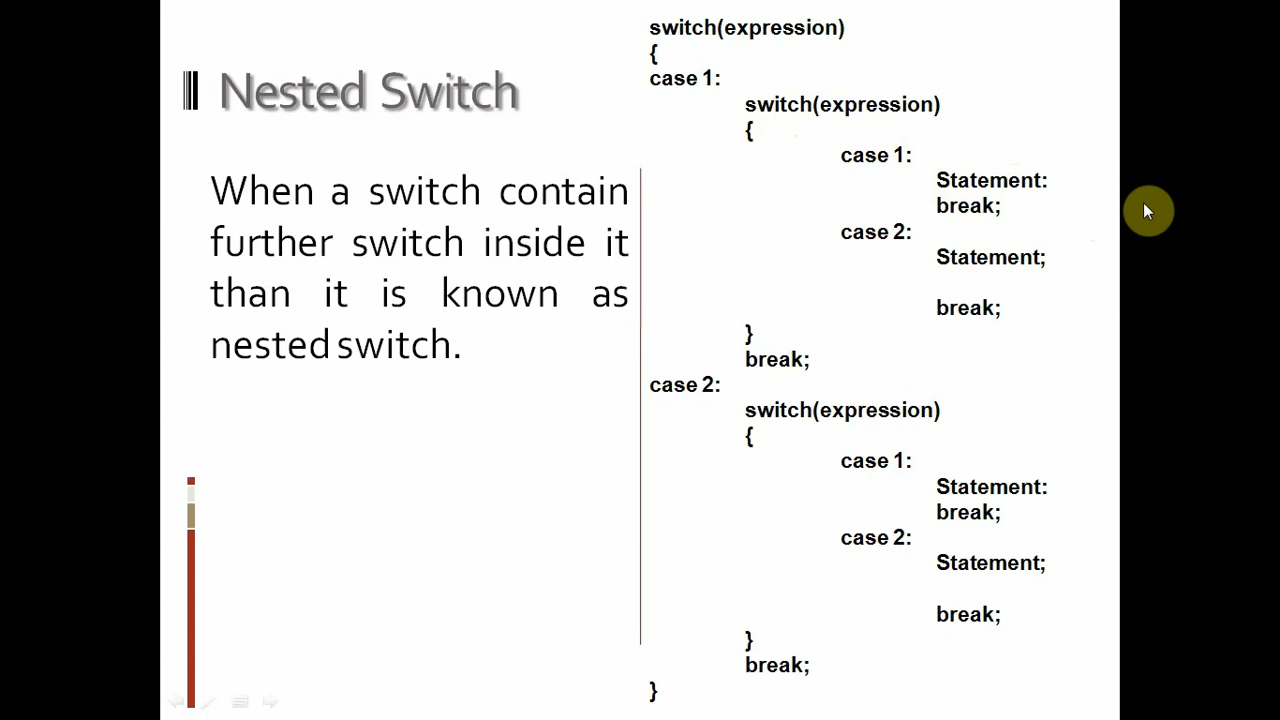 Nested Switch
When a switch contain
further switch inside it
than it is known as
nested switch.
switch(expression)
{
case 1:
switch(expression)
{
case 1:
Statement:
break;
case 2:
Statement;
break;
}
break;
case 2:
switch(expression)
{
case 1:
Statement:
break;
case 2:
Statement;
break;
}
break;
}